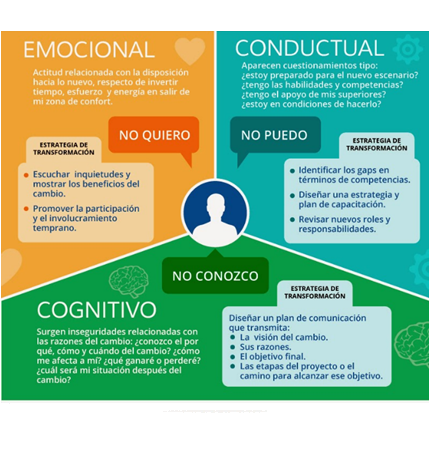 EMOCIONAL
Actitud relacionada con la disposición
hacia lo nuevo, respecto de invertir
tiempo, esfuerzo y energía en salir de
mi zona de confort.
NO QUIERO
ESTRATEGIA DE
TRANSFORMACIÓN
Escuchar inquietudes y
mostrar los beneficios del
cambio.
Promover la participación
y el involucramiento
temprano.
CONDUCTUAL
Aparecen cuestionamientos tipo:
¿estoy preparado para el nuevo escenario?
¿tengo las habilidades y competencias?
¿tengo el apoyo de mis superiores?
¿estoy en condiciones de hacerlo?
NO PUEDO
ESTRATEGIA DE
TRANSFORMACIÓN
Identificar los gaps en
términos de competencias.
Diseñar una estrategia y
plan de capacitación.
Revisar nuevos roles y
responsabilidades.
NO CONOZCO
COGNITIVO
Surgen inseguridades relacionadas con
las razones del cambio: ¿conozco el por
qué, cómo y cuándo del cambio? ¿cómo
me afecta a mí? ¿qué ganaré o perderé?
¿cuál será mi situación después del
cambio?
ESTRATEGIA DE
TRANSFORMACIÓN
Diseñar un plan de comunicación
que transmita:
La visión del cambio.
Sus razones.
El objetivo final.
Las etapas del proyecto o el
camino para alcanzar ese objetivo.